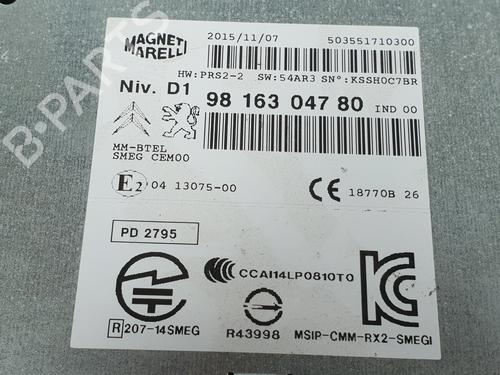 MAGNETI MARELLI
2015/11/07 503551710300
HW:PRS2-2 SW:54AR3 SN°:KSSH0C7BR
Niv. D1
98 163 047 80 IND 00
MM-BTEL
SMEG CEM00
E2 04 13075-00
CE 18770B 26
PD 2795
CCAI14LP0810T0
R 207-14SMEG
R43998
MSIP-CMM-RX2-SMEGI
B-PARTS